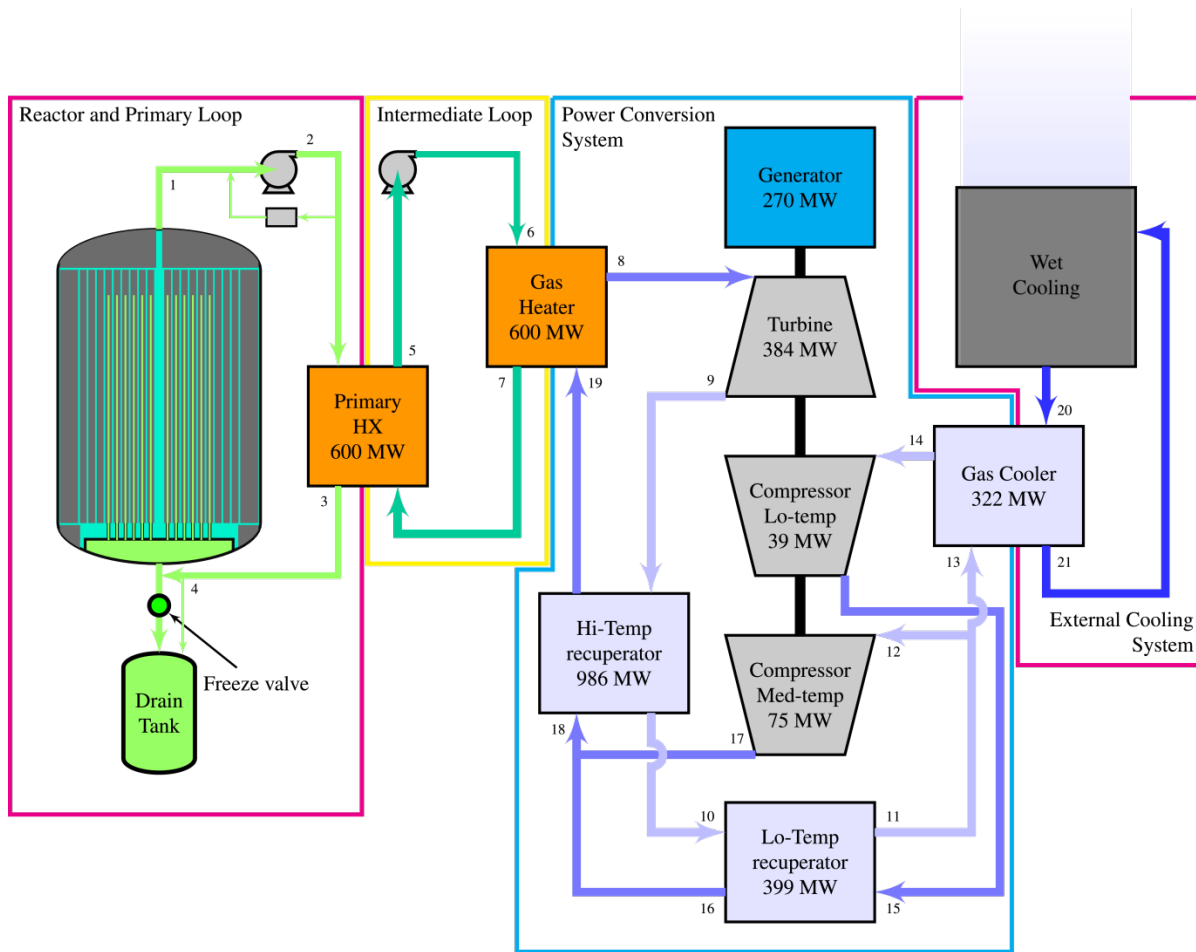 Reactor and Primary Loop
Intermediate Loop
Power Conversion
System
1
2
3
4
Primary
HX
600 MW
Freeze valve
Drain
Tank
5
6
7
Gas
Heater
600 MW
8
19
Generator
270 MW
Turbine
384 MW
9
Compressor
Lo-temp
39 MW
14
Compressor
Med-temp
75 MW
12
17
Hi-Temp
recuperator
986 MW
18
10
Lo-Temp
recuperator
399 MW
11
16
15
Wet
Cooling
20
Gas Cooler
322 MW
13
21
External Cooling
System